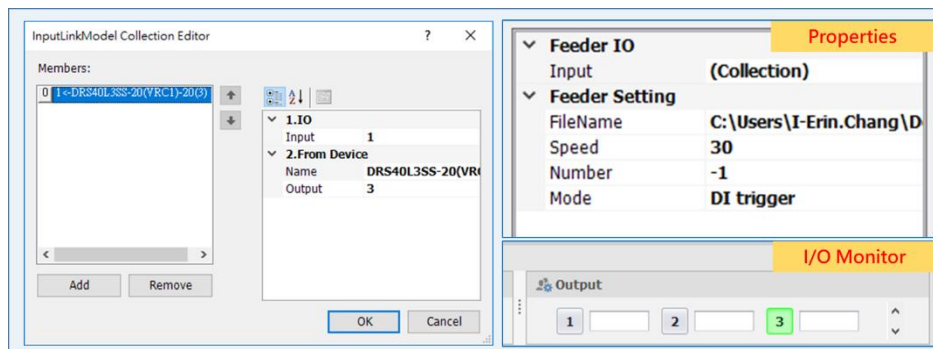 InputLinkModel Collection Editor
?
Members:
0 1<-DRS40L3SS-20(VRC1)-20(3)
1.IO
Input 1
2.From Device
Name DRS40L3SS-20(VR
Output 3
Add Remove
OK Cancel
Properties
Feeder IO
Input (Collection)
Feeder Setting
FileName C:\Users\I-Erin.Chang\D
Speed 30
Number -1
Mode DI trigger
I/O Monitor
Output
1 2 3